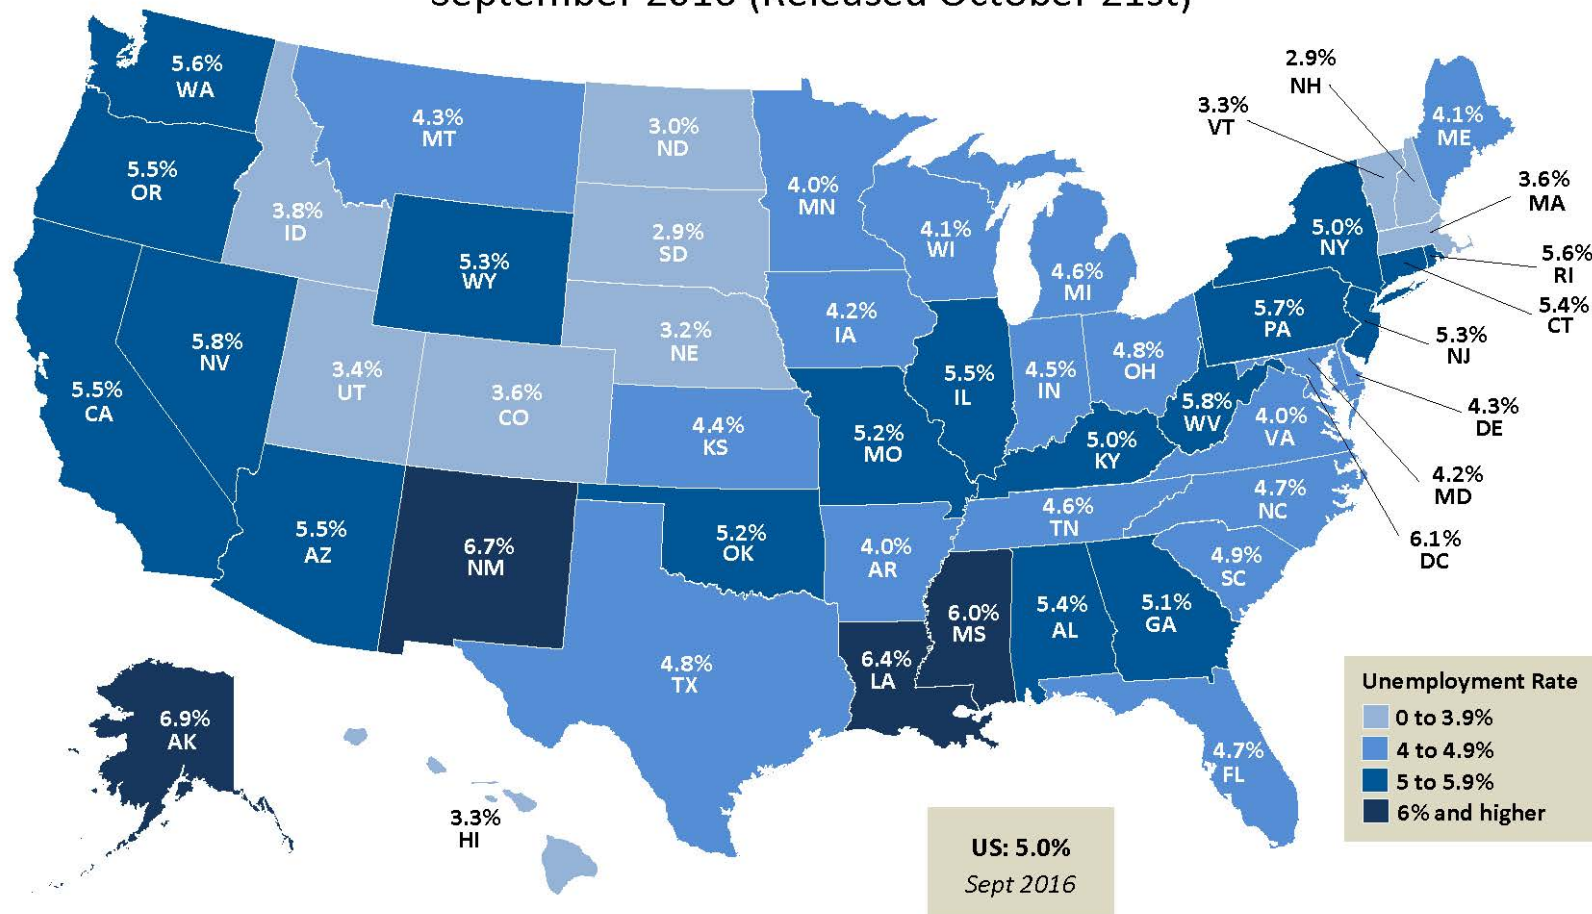 September 2016 (Released October 21st)
5.6%
WA
5.5%
OR
5.5%
CA
5.8%
NV
3.8%
ID
4.3%
MT
5.3%
WY
3.4%
UT
3.6%
CO
5.5%
AZ
6.7%
NM
3.0%
ND
2.9%
SD
3.2%
NE
4.4%
KS
5.2%
OK
4.8%
TX
4.0%
MN
4.2%
IA
5.2%
MO
4.0%
AR
6.4%
LA
4.1%
WI
5.5%
IL
4.6%
MI
4.5%
IN
4.8%
OH
5.0%
KY
4.6%
TN
6.0%
MS
5.4%
AL
5.1%
GA
4.7%
FL
4.9%
SC
4.7%
NC
4.0%
VA
5.8%
WV
5.7%
PA
5.0%
NY
4.1%
ME
2.9%
NH
3.3%
VT
3.6%
MA
5.6%
RI
5.4%
CT
5.3%
NJ
4.3%
DE
4.2%
MD
6.1%
DC
6.9%
AK
3.3%
HI
US: 5.0%
Sept 2016
Unemployment Rate
0 to 3.9%
4 to 4.9%
5 to 5.9%
6% and higher